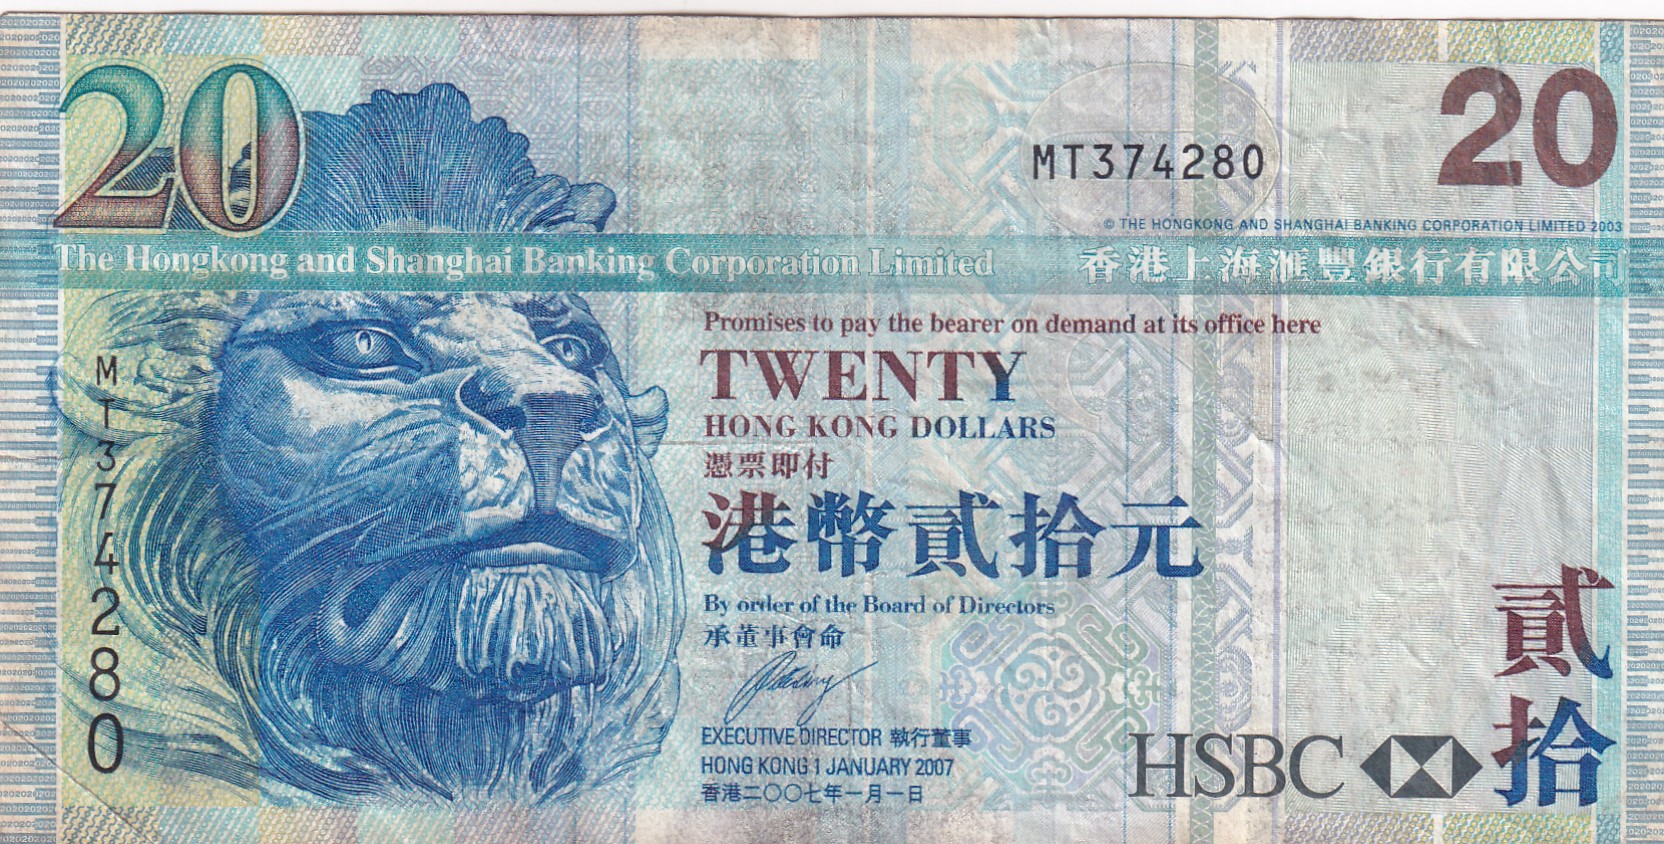 20
MT374280
20
© THE HONGKONG AND SHANGHAI BANKING CORPORATION LIMITED 2003
The Hongkong and Shanghai Banking Corporation Limited 香港上海滙豐銀行有限公司
Promises to pay the bearer on demand at its office here
TWENTY
HONG KONG DOLLARS
憑票即付
港幣貳拾元
By order of the Board of Directors
承董事會命
EXECUTIVE DIRECTOR 執行董事
HONG KONG 1 JANUARY 2007
香港二〇〇七年一月一日
MT374280
HSBC
貳拾